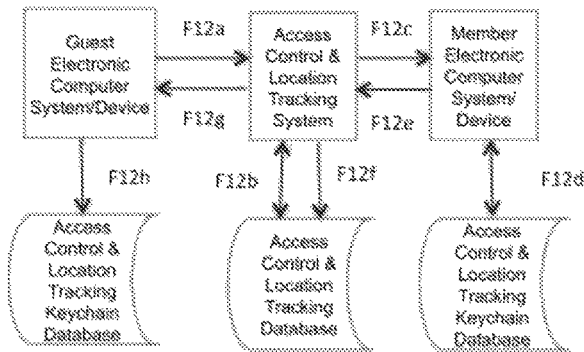 Guest
Electronic
Computer
System/Device
F12a
F12g
Access
Control &
Location
Tracking
System
F12c
F12e
Member
Electronic
Computer
System/
Device
F12h
F12b
F12f
F12d
Access
Control &
Location
Tracking
Keychain
Database
Access
Control &
Location
Tracking
Database
Access
Control &
Location
Tracking
Keychain
Database